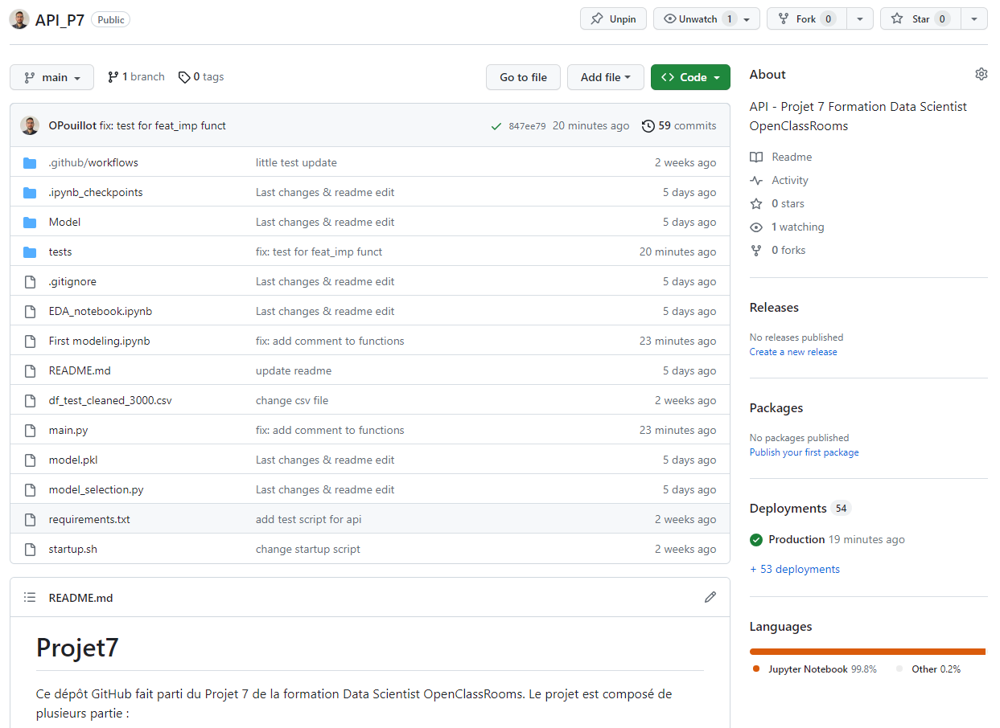 API_P7 Public Unpin Unwatch 1 Fork 0 Star 0
main 1 branch 0 tags Go to file Add file Code
OPouillot fix: test for feat_imp funct 847ee79 20 minutes ago 59 commits
.github/workflows little test update 2 weeks ago
.ipynb_checkpoints Last changes & readme edit 5 days ago
Model Last changes & readme edit 5 days ago
tests fix: test for feat_imp funct 20 minutes ago
.gitignore Last changes & readme edit 5 days ago
EDA_notebook.ipynb Last changes & readme edit 5 days ago
First modeling.ipynb fix: add comment to functions 23 minutes ago
README.md update readme 5 days ago
df_test_cleaned_3000.csv change csv file 2 weeks ago
main.py fix: add comment to functions 23 minutes ago
model.pkl Last changes & readme edit 5 days ago
model_selection.py Last changes & readme edit 5 days ago
requirements.txt add test script for api 2 weeks ago
startup.sh change startup script 2 weeks ago
README.md
Projet7
Ce dépôt GitHub fait parti du Projet 7 de la formation Data Scientist OpenClassRooms. Le projet est composé de
plusieurs partie :
About
API - Projet 7 Formation Data Scientist
OpenClassRooms
Readme
Activity
0 stars
1 watching
0 forks
Releases
No releases published
Create a new release
Packages
No packages published
Publish your first package
Deployments 54
Production 19 minutes ago
+ 53 deployments
Languages
Jupyter Notebook 99.8% Other 0.2%